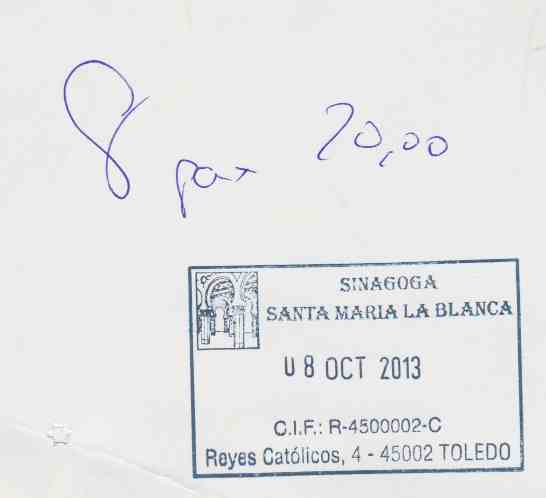 8 pax 20,00
SINAGOGA
SANTA MARIA LA BLANCA
08 OCT 2013
C.I.F.: R-4500002-C
Reyes Católicos, 4 - 45002 TOLEDO